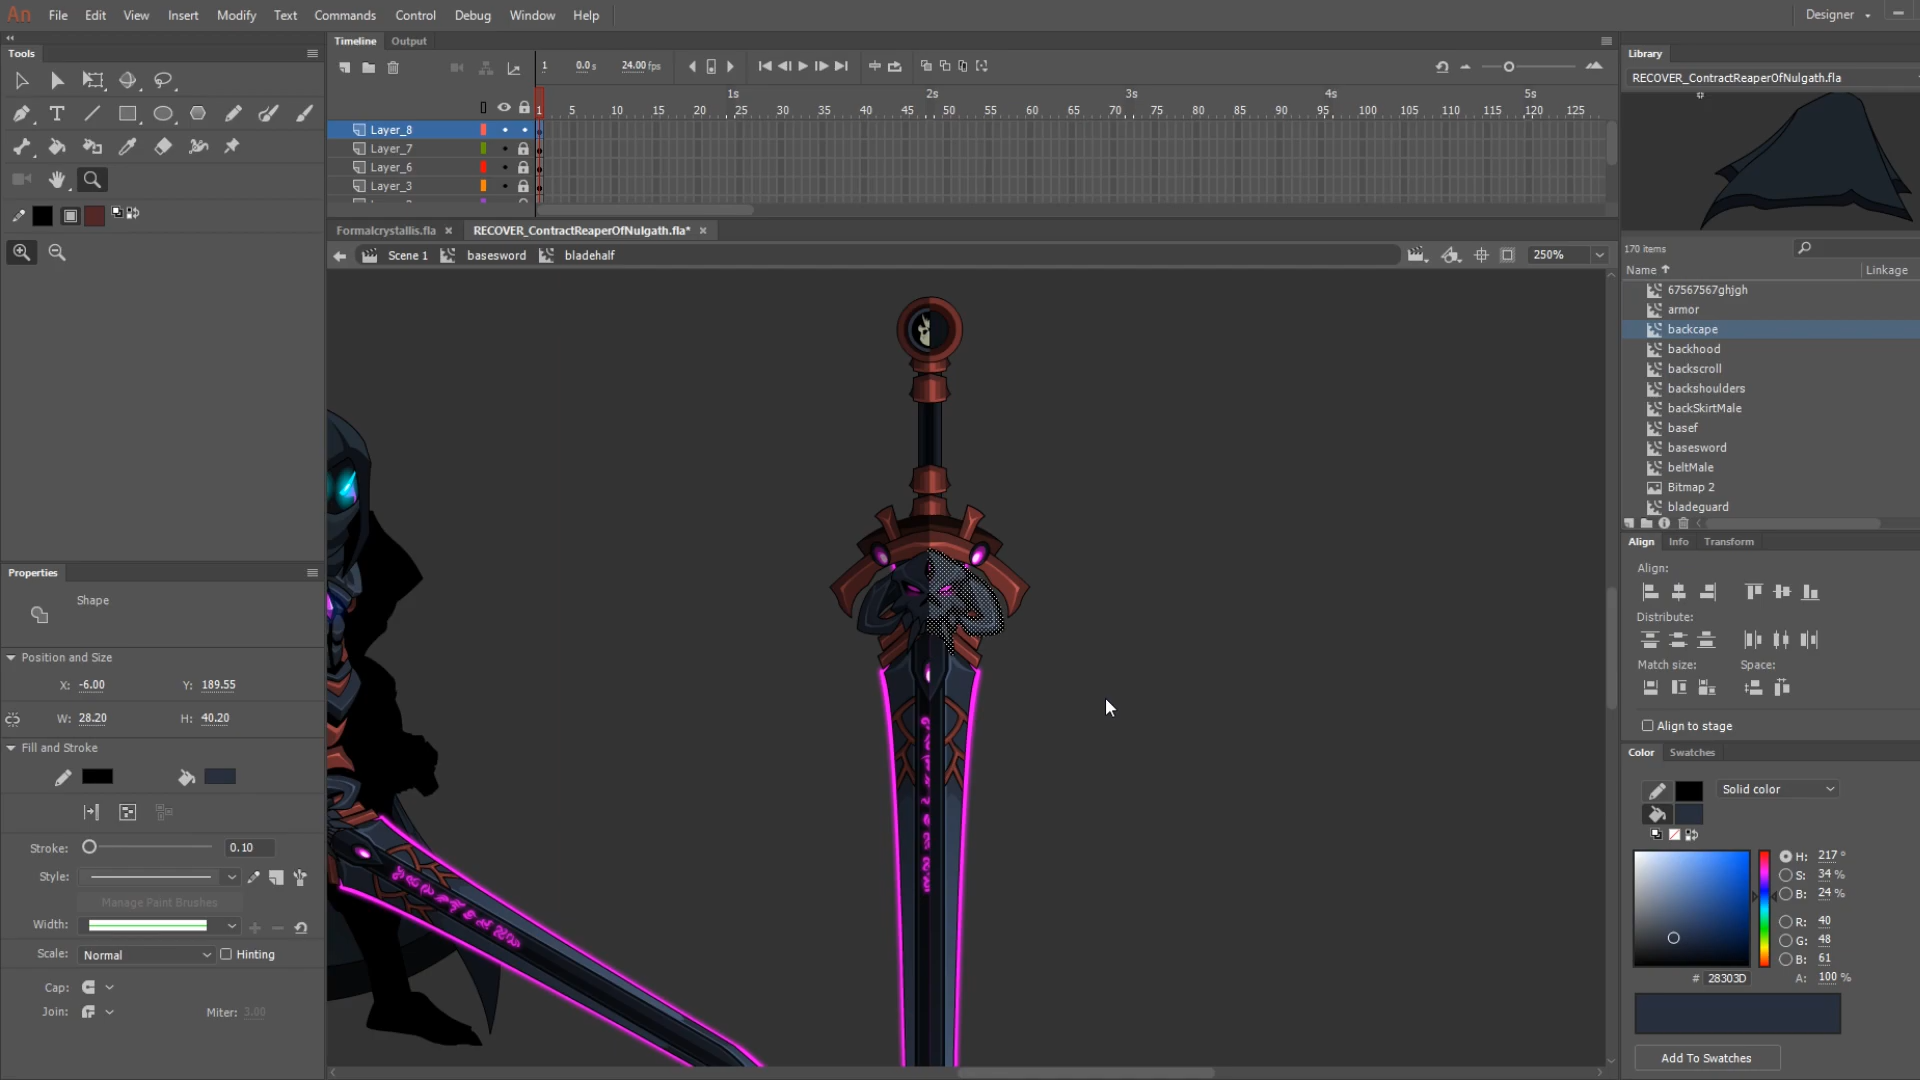 An File Edit View Insert Modify Text Commands Control Debug Window Help Designer
Tools
Timeline Output
1 0.0 s 24.00 fps
1s 2s 3s 4s 5s
1 5 10 15 20 25 30 35 40 45 50 55 60 65 70 75 80 85 90 95 100 105 110 115 120 125
Layer_8
Layer_7
Layer_6
Layer_3
Formalcrystallis.fla RECOVER_ContractReaperOfNulgath.fla*
Scene 1 basesword bladehalf 250%
Properties
Shape
Position and Size
X: -6.00 Y: 189.55
W: 28.20 H: 40.20
Fill and Stroke
Stroke: 0.10
Style:
Manage Paint Brushes
Width:
Scale: Normal Hinting
Cap:
Join: Miter: 3.00
Library
RECOVER_ContractReaperOfNulgath.fla
170 items
Name Linkage
67567567ghjgh
armor
backcape
backhood
backscroll
backshoulders
backSkirtMale
basef
basesword
beltMale
Bitmap 2
bladeguard
Align Info Transform
Align:
Distribute:
Match size: Space:
Align to stage
Color Swatches
Solid color
H: 217 °
S: 34 %
B: 24 %
R: 40
G: 48
B: 61
# 28303D A: 100 %
Add To Swatches